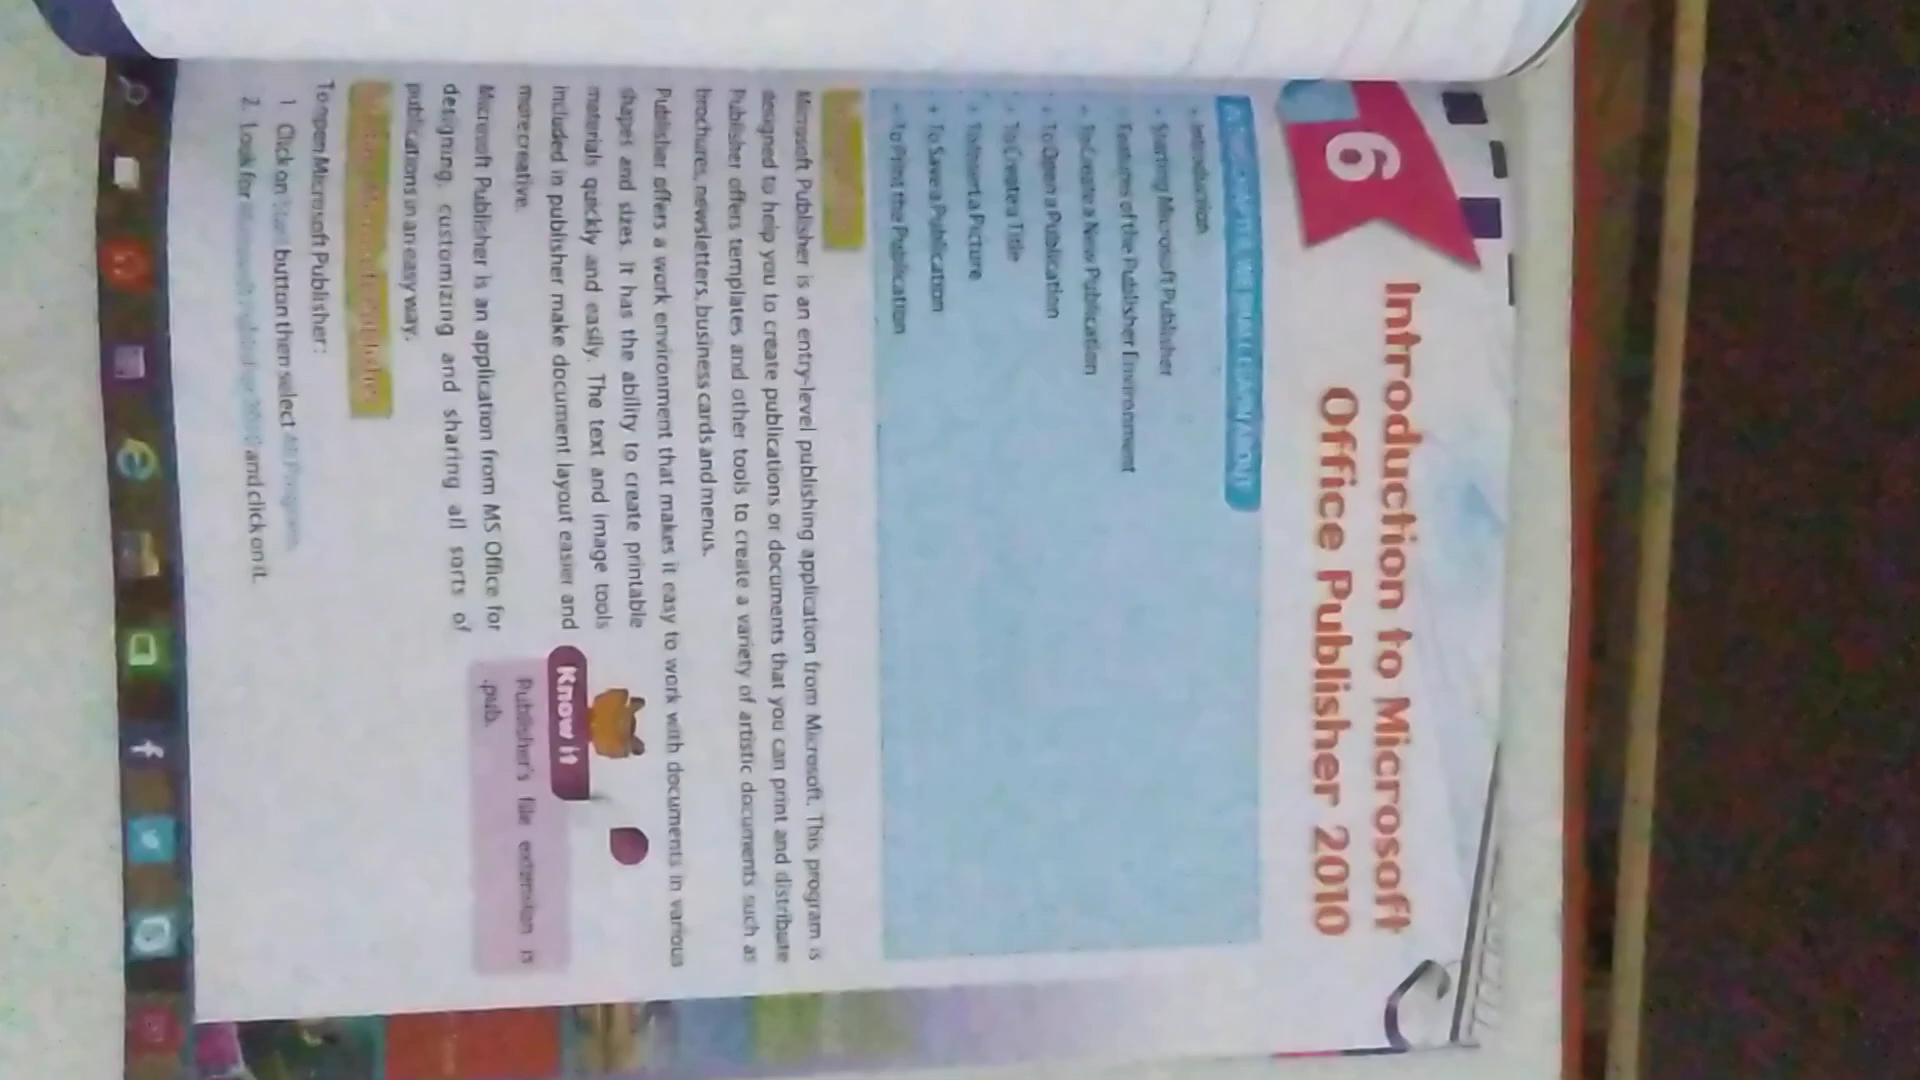 6
Introduction to Microsoft
Office Publisher 2010
Introduction
Starting Microsoft Publisher
Features of the Publisher Environment
To Create a New Publication
To Open a Publication
To Create a Title
To Insert a Picture
To Save a Publication
To Print the Publication
Microsoft Publisher is an entry-level publishing application from Microsoft. This program is
designed to help you to create publications or documents that you can print and distribute
Publisher offers templates and other tools to create a variety of artistic documents such as
brochures, newsletters, business cards and menus.
Publisher offers a work environment that makes it easy to work with documents in various
shapes and sizes. It has the ability to create printable
materials quickly and easily. The text and image tools
included in publisher make document layout easier and
more creative.
Microsoft Publisher is an application from MS Office for
designing, customizing and sharing all sorts of
publications in an easy way.
Know it
Publisher's file extension is
.pub.
To open Microsoft Publisher:
1. Click on Start button then select All Program
2. Look for and click on it.